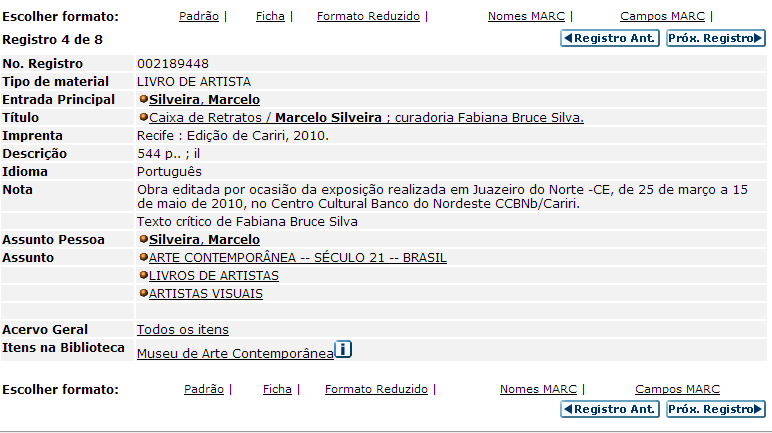 Escolher formato: Padrão | Ficha | Formato Reduzido | Nomes MARC | Campos MARC |
Registro 4 de 8 Registro Ant. Próx. Registro
No. Registro 002189448
Tipo de material LIVRO DE ARTISTA
Entrada Principal Silveira, Marcelo
Título Caixa de Retratos / Marcelo Silveira ; curadoria Fabiana Bruce Silva.
Imprenta Recife : Edição de Cariri, 2010.
Descrição 544 p.. ; il
Idioma Português
Nota Obra editada por ocasião da exposição realizada em Juazeiro do Norte -CE, de 25 de março a 15
de maio de 2010, no Centro Cultural Banco do Nordeste CCBNb/Cariri.
Texto crítico de Fabiana Bruce Silva
Assunto Pessoa Silveira, Marcelo
Assunto ARTE CONTEMPORÂNEA -- SÉCULO 21 -- BRASIL
LIVROS DE ARTISTAS
ARTISTAS VISUAIS
Acervo Geral Todos os itens
Itens na Biblioteca Museu de Arte Contemporânea i
Escolher formato: Padrão | Ficha | Formato Reduzido | Nomes MARC | Campos MARC
Registro Ant. Próx. Registro